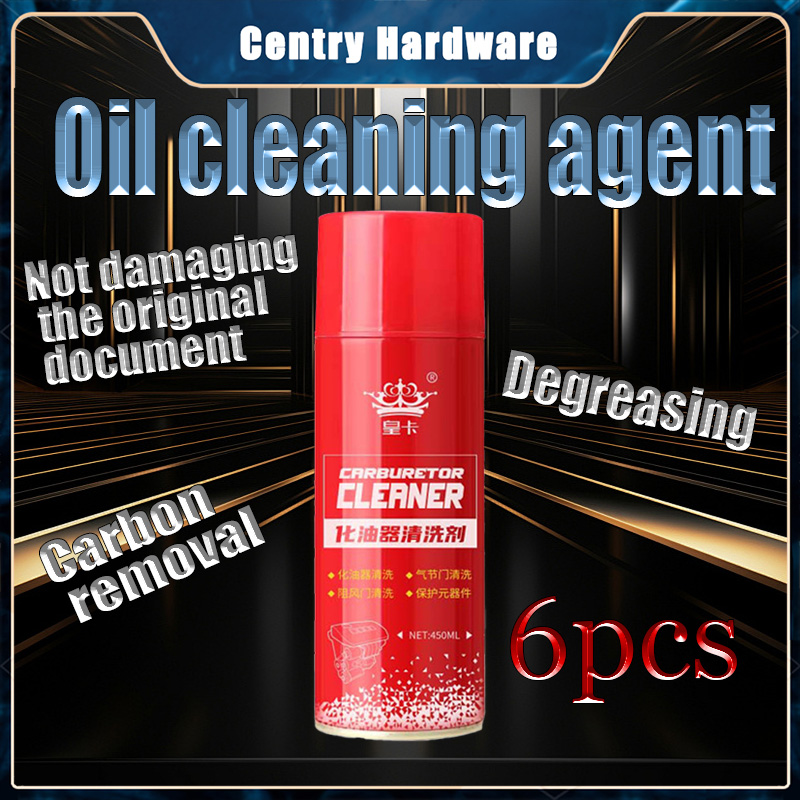 Centry Hardware
Oil cleaning agent
Not damaging
the original
document
Degreasing
Carbon
removal
®
皇卡
CARBURETOR
CLEANER
化油器清洗剂
◆化油器清洗 ◆气节门清洗
◆阻风门清洗 ◆保护元器件
NET:450ML
6pcs